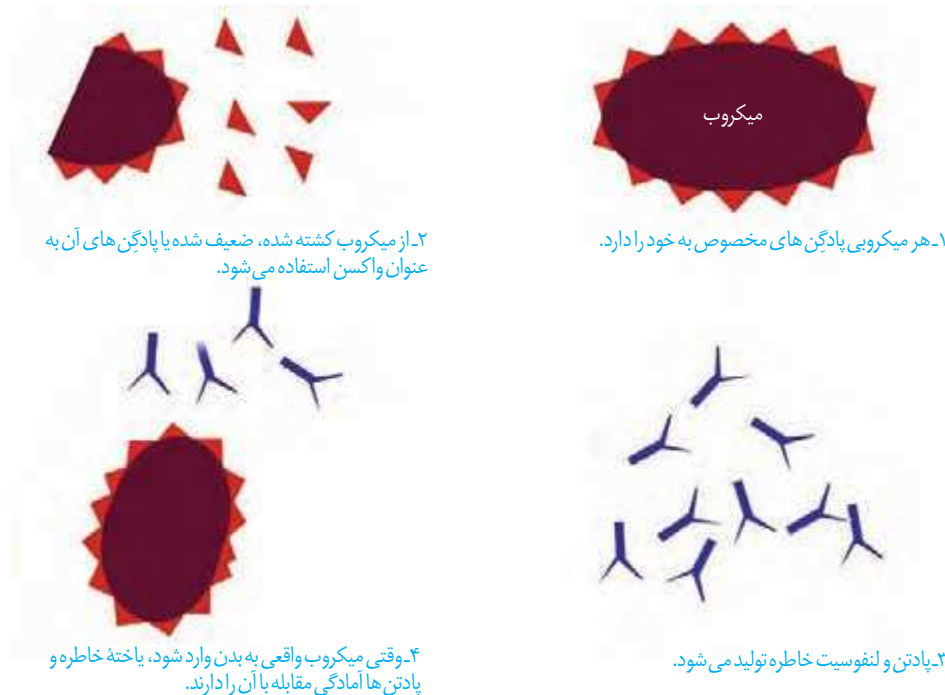 میکروب
۱ـ هر میکروبی پادگِن های مخصوص به خود را دارد.
۲ـ از میکروب کشته شده، ضعیف شده یا پادگِن های آن به
عنوان واکسن استفاده می‌شود.
۳ـ پادتن و لنفوسیت خاطره تولید می‌شود.
۴ـ وقتی میکروب واقعی به بدن وارد شود، یاختهٔ خاطره و
پادتن ها آمادگی مقابله با آن را دارند.